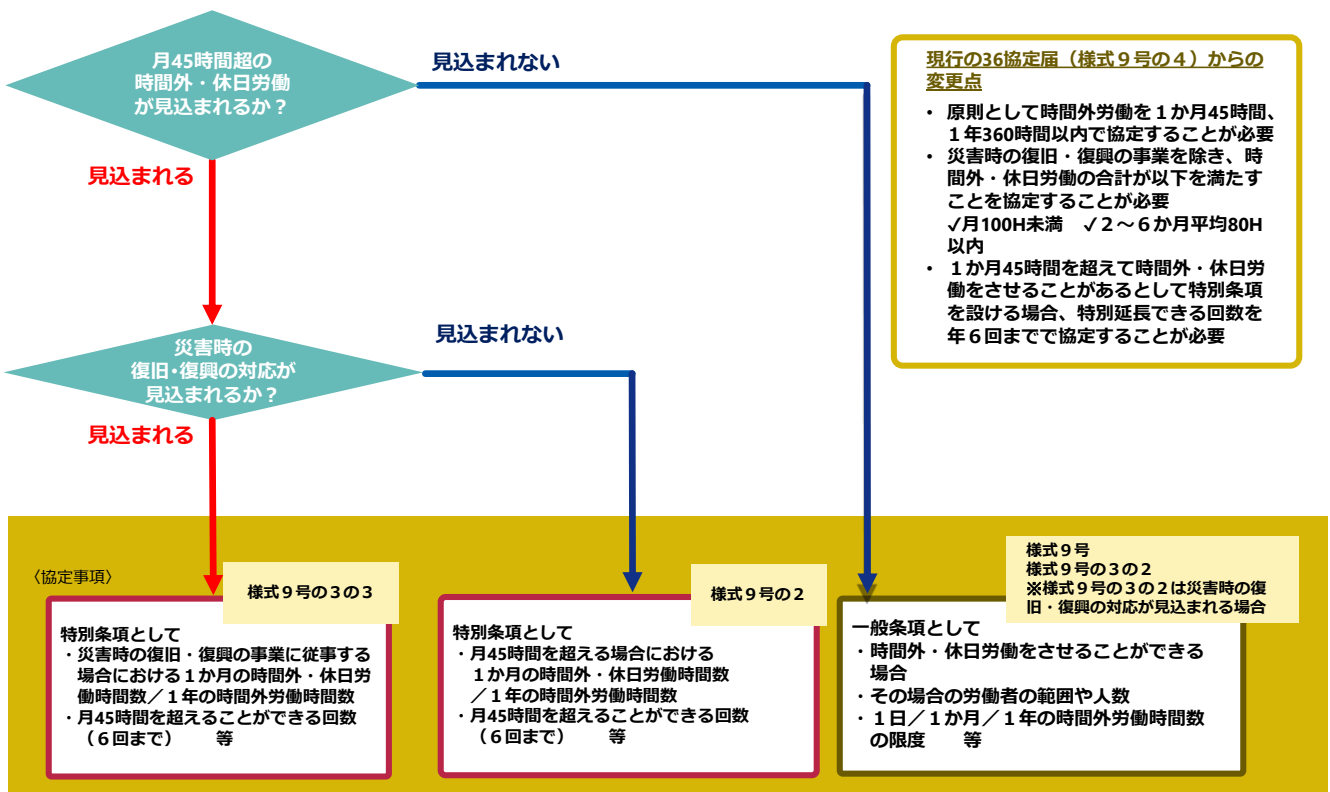 月45時間超の
時間外・休日労働
が見込まれるか？
見込まれない
見込まれる
災害時の
復旧・復興の対応が
見込まれるか？
見込まれない
見込まれる
現行の36協定届（様式９号の４）からの
変更点
• 原則として時間外労働を１か月45時間、
１年360時間以内で協定することが必要
• 災害時の復旧・復興の事業を除き、時
間外・休日労働の合計が以下を満たす
ことを協定することが必要
✓月100H未満　✓２～６か月平均80H
以内
• １か月45時間を超えて時間外・休日労
働をさせることがあるとして特別条項
を設ける場合、特別延長できる回数を
年６回までで協定することが必要
〈協定事項〉
様式９号の３の３
特別条項として
・災害時の復旧・復興の事業に従事する
場合における１か月の時間外・休日労
働時間数／１年の時間外労働時間数
・月45時間を超えることができる回数
（６回まで）　　等
様式９号の２
特別条項として
・月45時間を超える場合における
１か月の時間外・休日労働時間数
／１年の時間外労働時間数
・月45時間を超えることができる回数
（６回まで）　　等
様式９号
様式９号の３の２
※様式９号の３の２は災害時の復
旧・復興の対応が見込まれる場合
一般条項として
・時間外・休日労働をさせることができる
場合
・その場合の労働者の範囲や人数
・１日／１か月／１年の時間外労働時間数
の限度　　等